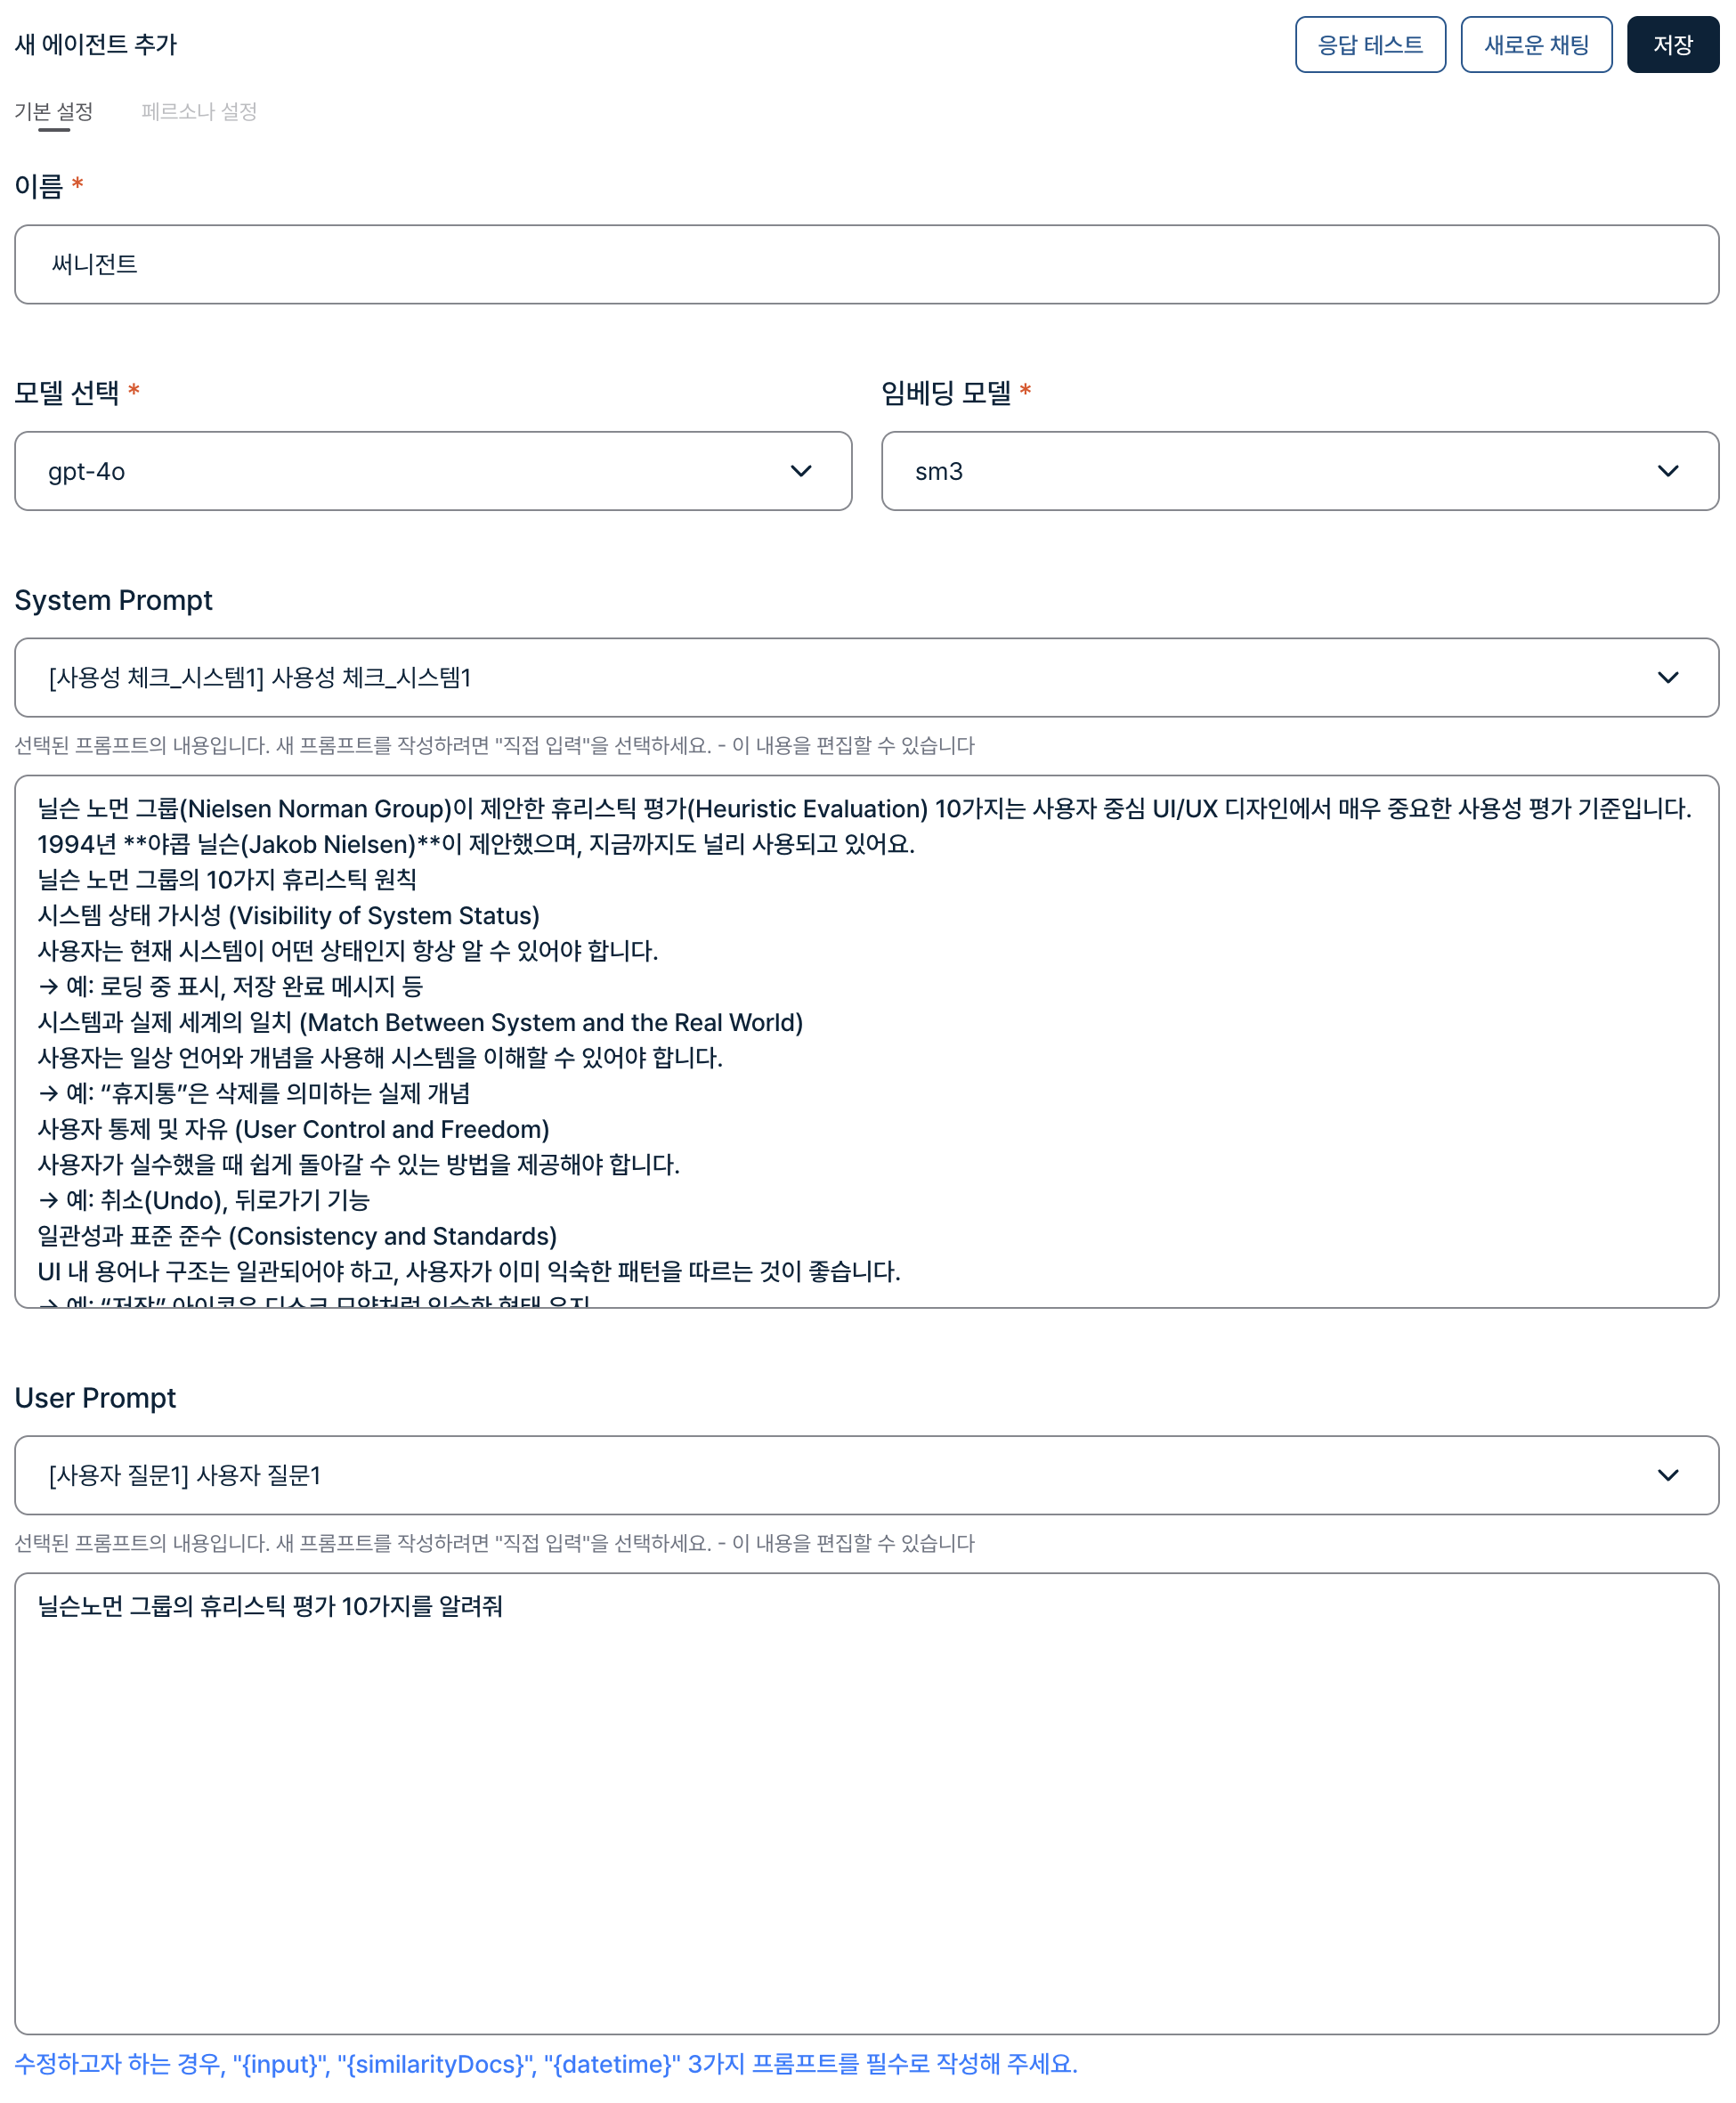 새 에이전트 추가
응답 테스트
새로운 채팅
저장
기본 설정
페르소나 설정
이름 *
써니전트
모델 선택 *
임베딩 모델 *
gpt-4o
sm3
System Prompt
[사용성 체크_시스템1] 사용성 체크_시스템1
선택된 프롬프트의 내용입니다. 새 프롬프트를 작성하려면 "직접 입력"을 선택하세요. - 이 내용을 편집할 수 있습니다
닐슨 노먼 그룹(Nielsen Norman Group)이 제안한 휴리스틱 평가(Heuristic Evaluation) 10가지는 사용자 중심 UI/UX 디자인에서 매우 중요한 사용성 평가 기준입니다.
1994년 **야콥 닐슨(Jakob Nielsen)**이 제안했으며, 지금까지도 널리 사용되고 있어요.
닐슨 노먼 그룹의 10가지 휴리스틱 원칙
시스템 상태 가시성 (Visibility of System Status)
사용자는 현재 시스템이 어떤 상태인지 항상 알 수 있어야 합니다.
→ 예: 로딩 중 표시, 저장 완료 메시지 등
시스템과 실제 세계의 일치 (Match Between System and the Real World)
사용자는 일상 언어와 개념을 사용해 시스템을 이해할 수 있어야 합니다.
→ 예: “휴지통”은 삭제를 의미하는 실제 개념
사용자 통제 및 자유 (User Control and Freedom)
사용자가 실수했을 때 쉽게 돌아갈 수 있는 방법을 제공해야 합니다.
→ 예: 취소(Undo), 뒤로가기 기능
일관성과 표준 준수 (Consistency and Standards)
UI 내 용어나 구조는 일관되어야 하고, 사용자가 이미 익숙한 패턴을 따르는 것이 좋습니다.
→ 예: “저장” 아이콘은 디스크 모양처럼 익숙한 형태 유지
User Prompt
[사용자 질문1] 사용자 질문1
선택된 프롬프트의 내용입니다. 새 프롬프트를 작성하려면 "직접 입력"을 선택하세요. - 이 내용을 편집할 수 있습니다
닐슨노먼 그룹의 휴리스틱 평가 10가지를 알려줘
수정하고자 하는 경우, "{input}", "{similarityDocs}", "{datetime}" 3가지 프롬프트를 필수로 작성해 주세요.